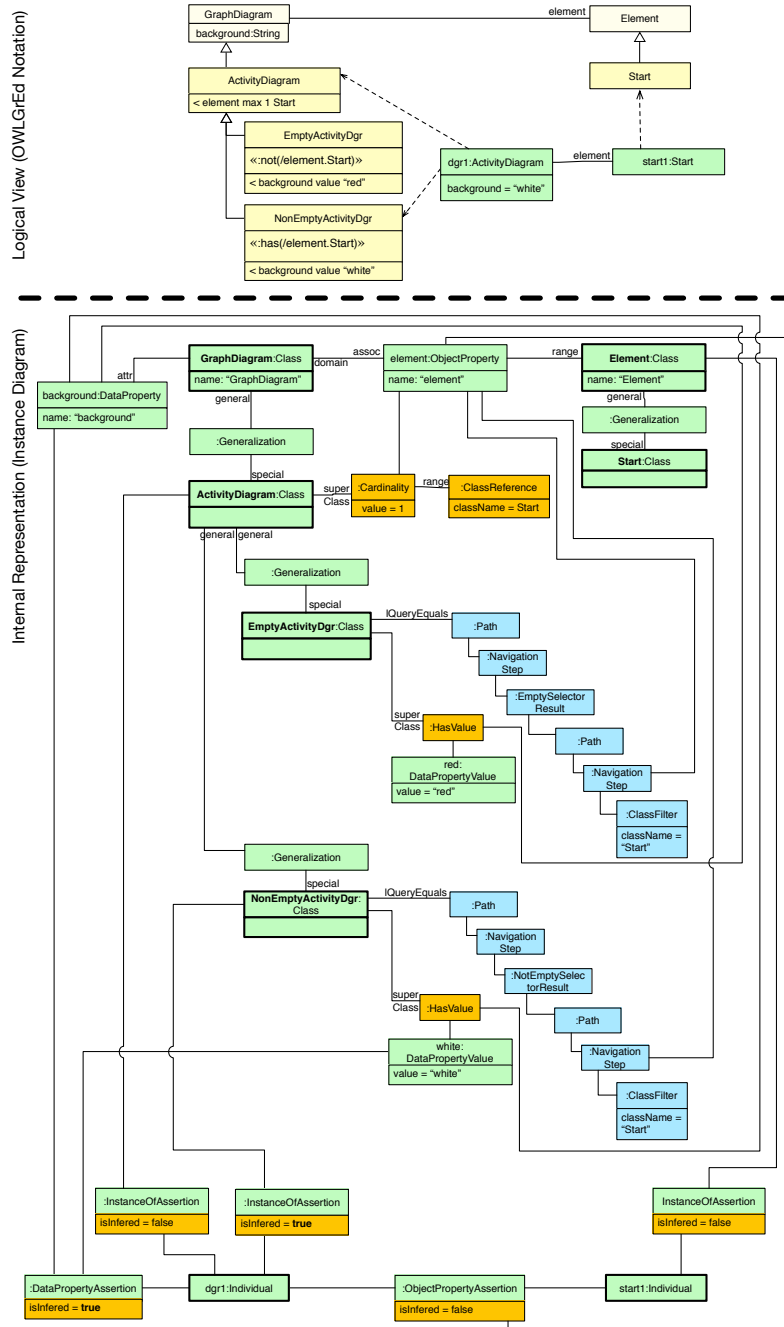 Logical View (OWLGrEd Notation)
GraphDiagram
background:String
element
Element
ActivityDiagram
< element max 1 Start
Start
EmptyActivityDgr
«:not(/element.Start)»
< background value “red”
dgr1:ActivityDiagram
background = “white”
element
start1:Start
NonEmptyActivityDgr
«:has(/element.Start)»
< background value “white”
Internal Representation (Instance Diagram)
GraphDiagram:Class
name: “GraphDiagram”
domain
assoc
element:ObjectProperty
name: “element”
range
Element:Class
name: “Element”
attr
background:DataProperty
name: “background”
general
:Generalization
special
general
:Generalization
special
Start:Class
ActivityDiagram:Class
super
Class
:Cardinality
value = 1
range
:ClassReference
className = Start
general
general
:Generalization
special
EmptyActivityDgr:Class
IQueryEquals
:Path
:Navigation
Step
:EmptySelector
Result
:Path
:Navigation
Step
:ClassFilter
className =
“Start”
super
Class
:HasValue
red:
DataPropertyValue
value = “red”
:Generalization
special
NonEmptyActivityDgr:
Class
IQueryEquals
:Path
:Navigation
Step
:NotEmptySelec
torResult
:Path
:Navigation
Step
:ClassFilter
className =
“Start”
super
Class
:HasValue
white:
DataPropertyValue
value = “white”
:InstanceOfAssertion
isInfered = false
:InstanceOfAssertion
isInfered = true
InstanceOfAssertion
isInfered = false
:DataPropertyAssertion
isInfered = true
dgr1:Individual
:ObjectPropertyAssertion
isInfered = false
start1:Individual